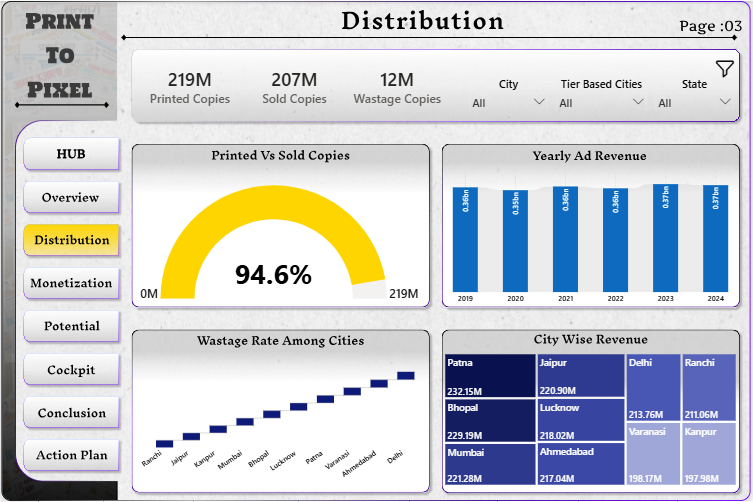 Print
To
Pixel
Distribution
Page :03
219M
Printed Copies
207M
Sold Copies
12M
Wastage Copies
City
All
Tier Based Cities
All
State
All
HUB
Overview
Distribution
Monetization
Potential
Cockpit
Conclusion
Action Plan
Printed Vs Sold Copies
94.6%
0M
219M
Yearly Ad Revenue
0.36bn
0.35bn
0.36bn
0.36bn
0.37bn
0.37bn
2019
2020
2021
2022
2023
2024
Wastage Rate Among Cities
Ranchi
Jaipur
Kanpur
Mumbai
Bhopal
Lucknow
Patna
Varanasi
Ahmedabad
Delhi
City Wise Revenue
Patna
232.15M
Bhopal
229.19M
Mumbai
221.28M
Jaipur
220.90M
Lucknow
218.02M
Ahmedabad
217.04M
Delhi
213.76M
Ranchi
211.06M
Varanasi
198.17M
Kanpur
197.98M